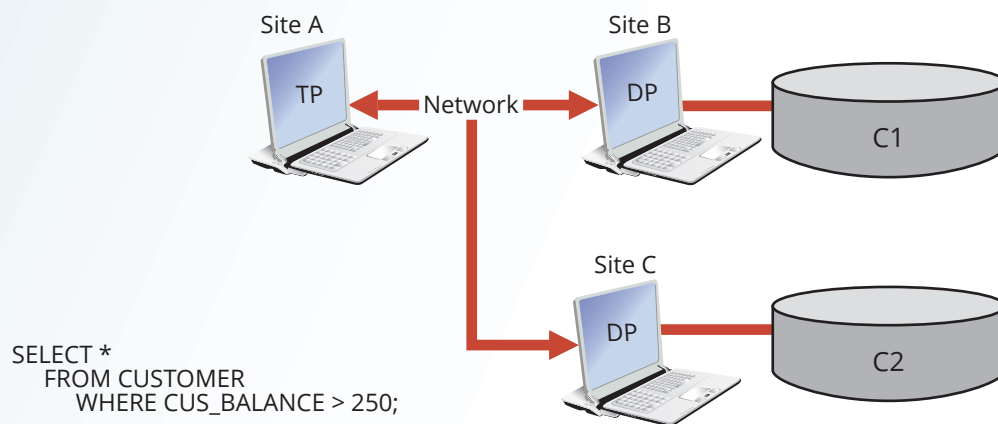 Site A
Site B
TP
Network
DP
C1
Site C
DP
C2
SELECT *
FROM CUSTOMER
WHERE CUS_BALANCE > 250;